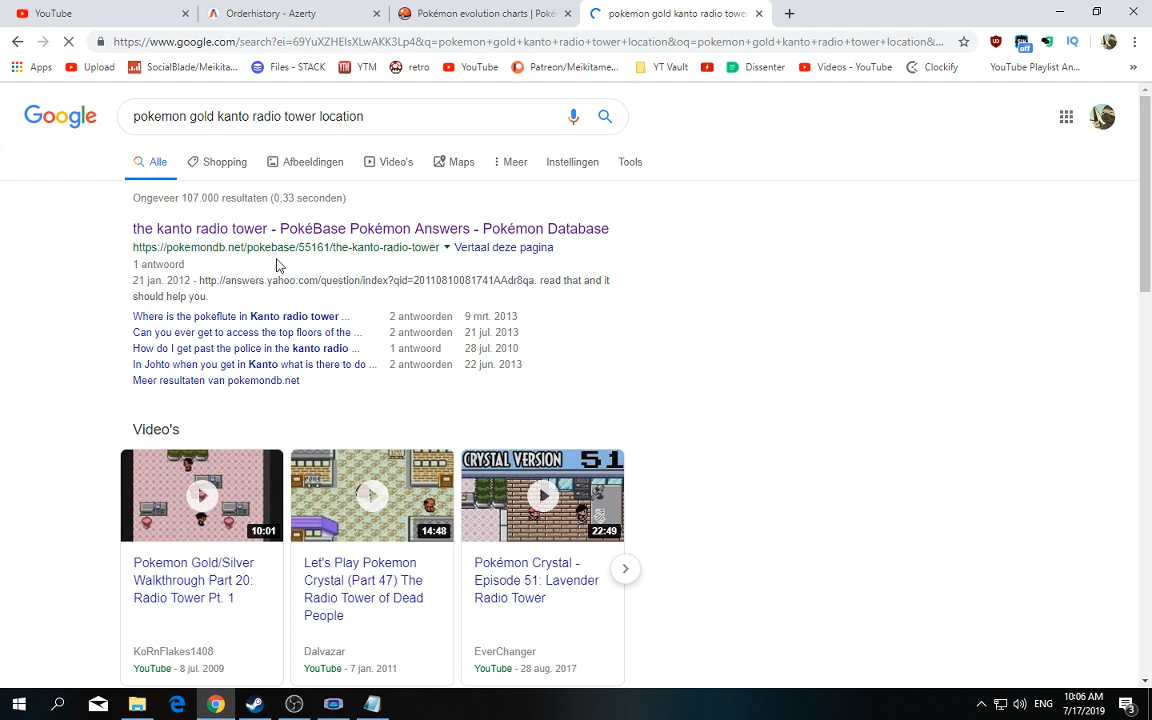 YouTube
Orderhistory - Azerty
Pokémon evolution charts | Poké
pokemon gold kanto radio tower
https://www.google.com/search?ei=69YuXZHEIsXLwAKK3Lp4&q=pokemon+gold+kanto+radio+tower+location&oq=pokemon+gold+kanto+radio+tower+location&...
Apps Upload SocialBlade/Meikita... Files - STACK YTM retro YouTube Patreon/Meikitame... YT Vault Dissenter Videos - YouTube Clockify YouTube Playlist An... »
off IQ
Google
pokemon gold kanto radio tower location
Alle Shopping Afbeeldingen Video's Maps Meer Instellingen Tools
Ongeveer 107.000 resultaten (0,33 seconden)
the kanto radio tower - PokéBase Pokémon Answers - Pokémon Database
https://pokemondb.net/pokebase/55161/the-kanto-radio-tower Vertaal deze pagina
1 antwoord
21 jan. 2012 - http://answers.yahoo.com/question/index?qid=20110810081741AAdr8qa. read that and it
should help you.
Where is the pokeflute in Kanto radio tower ... 2 antwoorden 9 mrt. 2013
Can you ever get to access the top floors of the ... 2 antwoorden 21 jul. 2013
How do I get past the police in the kanto radio ... 1 antwoord 28 jul. 2010
In Johto when you get in Kanto what is there to do ... 2 antwoorden 22 jun. 2013
Meer resultaten van pokemondb.net
Video's
CRYSTAL VERSION 51
10:01
14:48
22:49
Pokemon Gold/Silver
Walkthrough Part 20:
Radio Tower Pt. 1
KoRnFlakes1408
YouTube - 8 jul. 2009
Let's Play Pokemon
Crystal (Part 47) The
Radio Tower of Dead
People
Dalvazar
YouTube - 7 jan. 2011
Pokémon Crystal -
Episode 51: Lavender
Radio Tower
EverChanger
YouTube - 28 aug. 2017
ENG
10:06 AM
7/17/2019
3